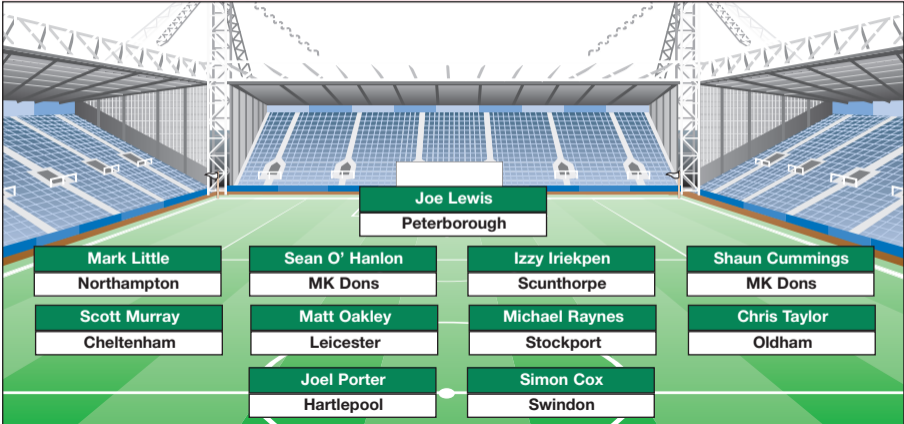 Joe Lewis
Peterborough
Mark Little
Northampton
Sean O' Hanlon
MK Dons
Izzy Iriekpen
Scunthorpe
Shaun Cummings
MK Dons
Scott Murray
Cheltenham
Matt Oakley
Leicester
Michael Raynes
Stockport
Chris Taylor
Oldham
Joel Porter
Hartlepool
Simon Cox
Swindon